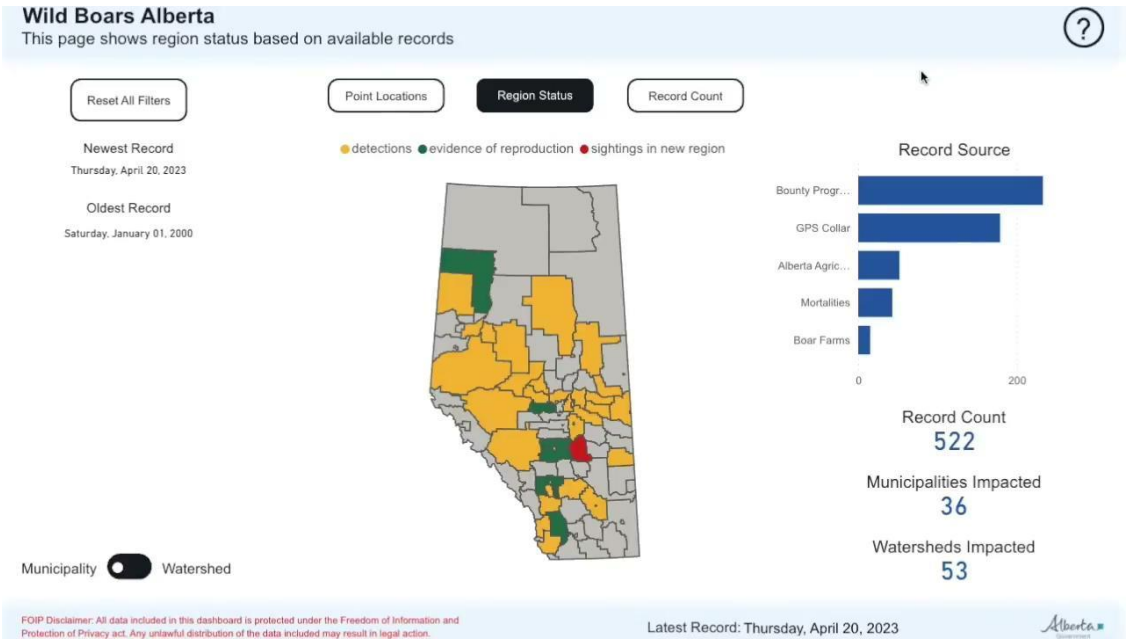 Wild Boars Alberta
This page shows region status based on available records
?
Reset All Filters
Point Locations
Region Status
Record Count
Newest Record
Thursday, April 20, 2023
Oldest Record
Saturday, January 01, 2000
detections evidence of reproduction sightings in new region
Record Source
Bounty Progr...
GPS Collar
Alberta Agric...
Mortalities
Boar Farms
0 200
Record Count
522
Municipalities Impacted
36
Watersheds Impacted
53
Municipality Watershed
FOIP Disclaimer: All data included in this dashboard is protected under the Freedom of Information and
Protection of Privacy act. Any unlawful distribution of the data included may result in legal action.
Latest Record: Thursday, April 20, 2023
Alberta
Government